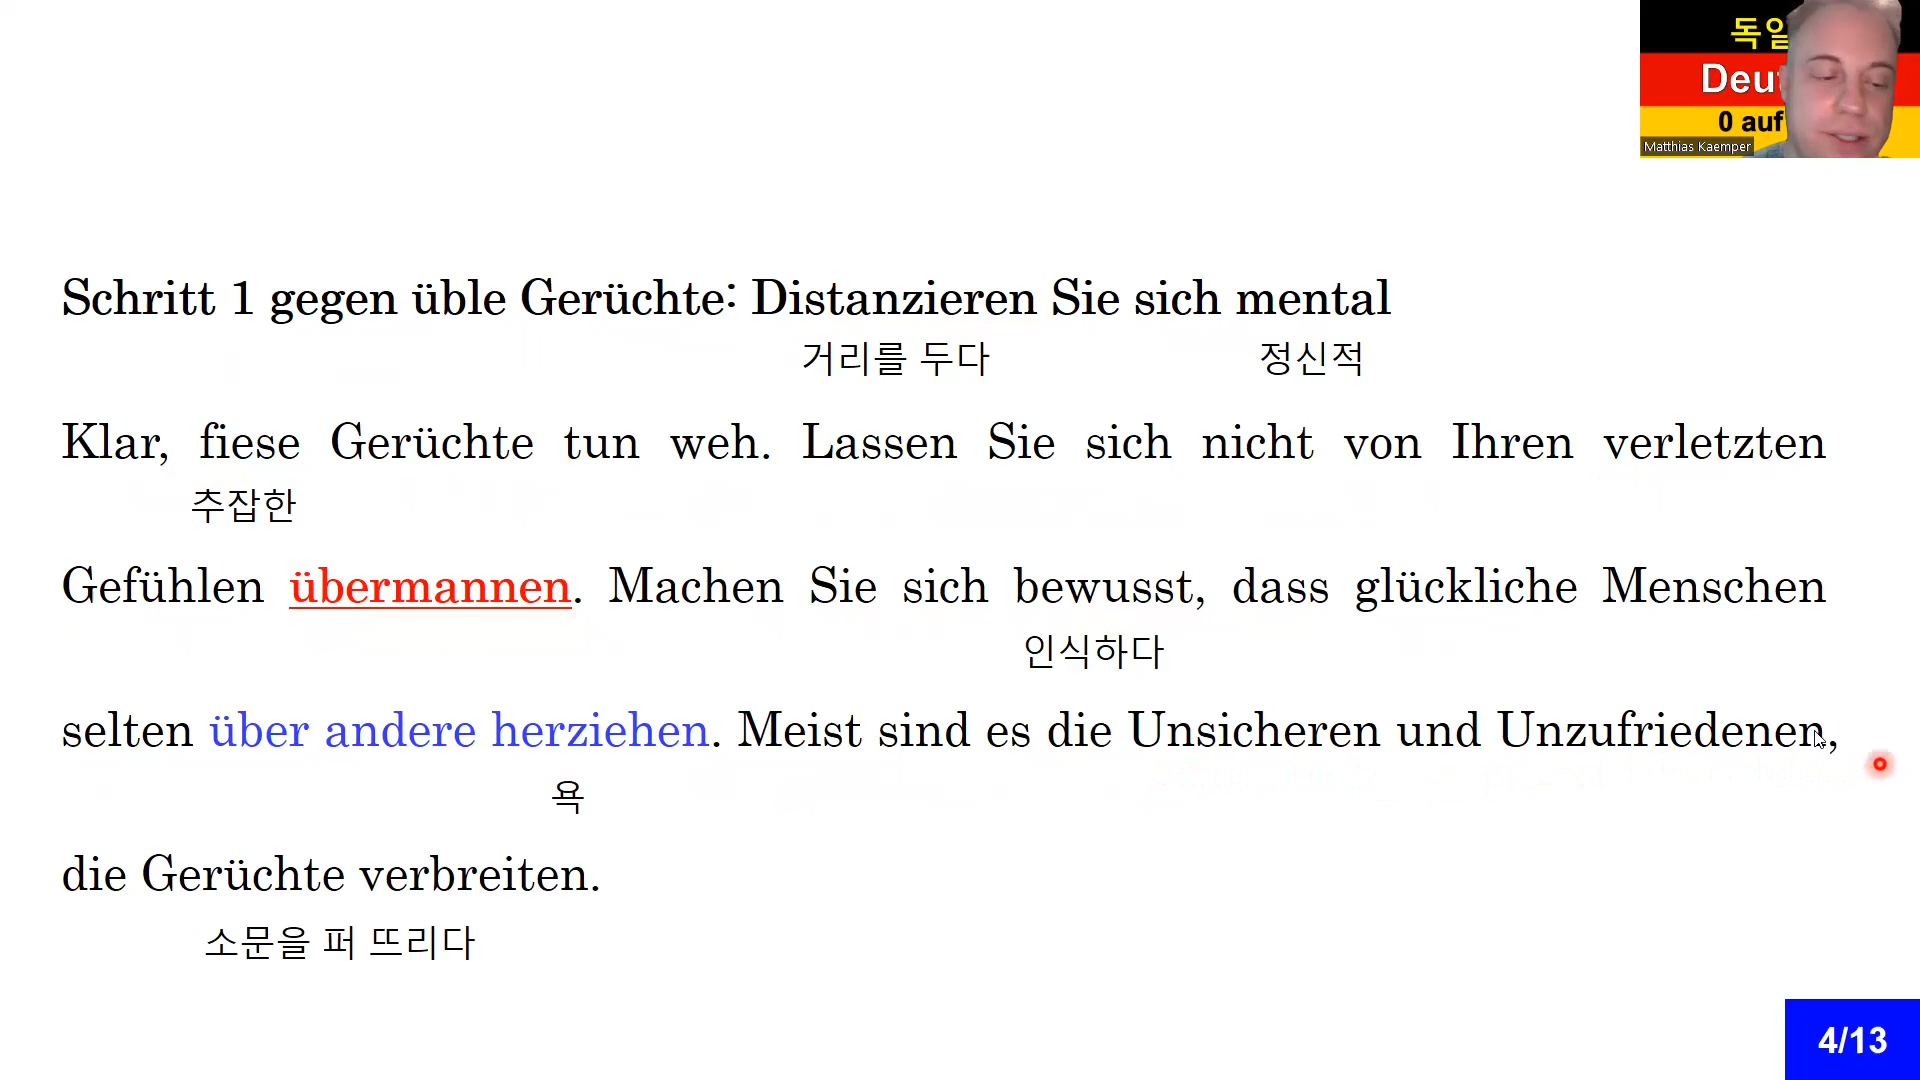 독일
Deut
0 auf
Matthias Kaemper
Schritt 1 gegen üble Gerüchte: Distanzieren Sie sich mental
거리를 두다 정신적
Klar, fiese Gerüchte tun weh. Lassen Sie sich nicht von Ihren verletzten
추잡한
Gefühlen übermannen. Machen Sie sich bewusst, dass glückliche Menschen
인식하다
selten über andere herziehen. Meist sind es die Unsicheren und Unzufriedenen,
욕
die Gerüchte verbreiten.
소문을 퍼 뜨리다
4/13